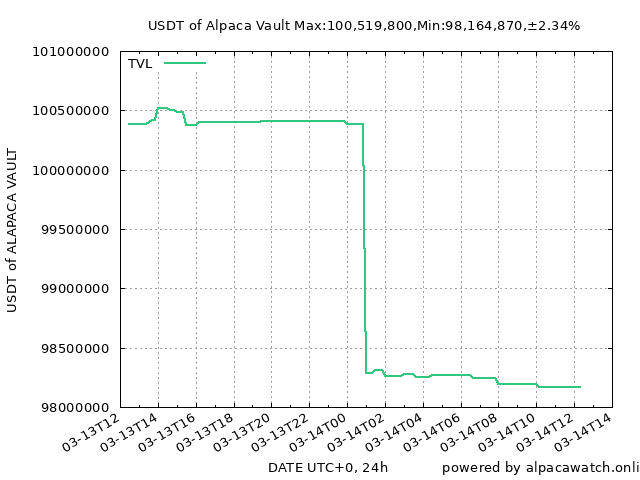 USDT of Alpaca Vault Max:100,519,800,Min:98,164,870,±2.34%
101000000
TVL
100500000
100000000
99500000
99000000
98500000
98000000
USDT of ALAPACA VAULT
03-13T12
03-13T14
03-13T16
03-13T18
03-13T20
03-13T22
03-14T00
03-14T02
03-14T04
03-14T06
03-14T08
03-14T10
03-14T12
03-14T14
DATE UTC+0, 24h
powered by alpacawatch.onli